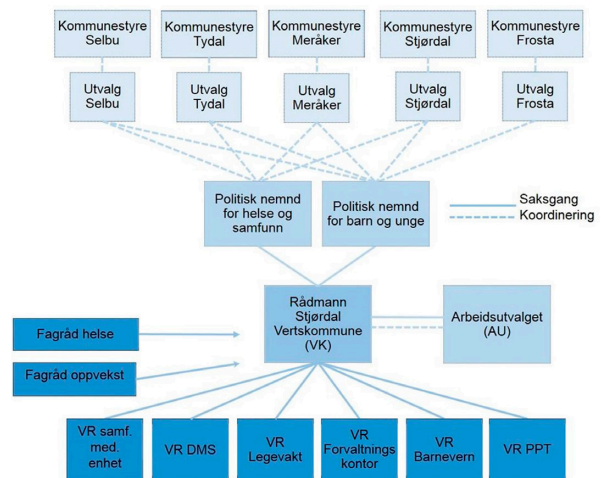 Kommunestyre
Selbu
Kommunestyre
Tydal
Kommunestyre
Meråker
Kommunestyre
Stjørdal
Kommunestyre
Frosta
Utvalg
Selbu
Utvalg
Tydal
Utvalg
Meråker
Utvalg
Stjørdal
Utvalg
Frosta
Politisk nemnd
for helse og
samfunn
Politisk nemnd
for barn og unge
Saksgang
Koordinering
Rådmann
Stjørdal
Vertskommune
(VK)
Arbeidsutvalget
(AU)
Fagråd helse
Fagråd oppvekst
VR samf.
med.
enhet
VR DMS
VR
Legevakt
VR
Forvaltnings
kontor
VR
Barnevern
VR PPT